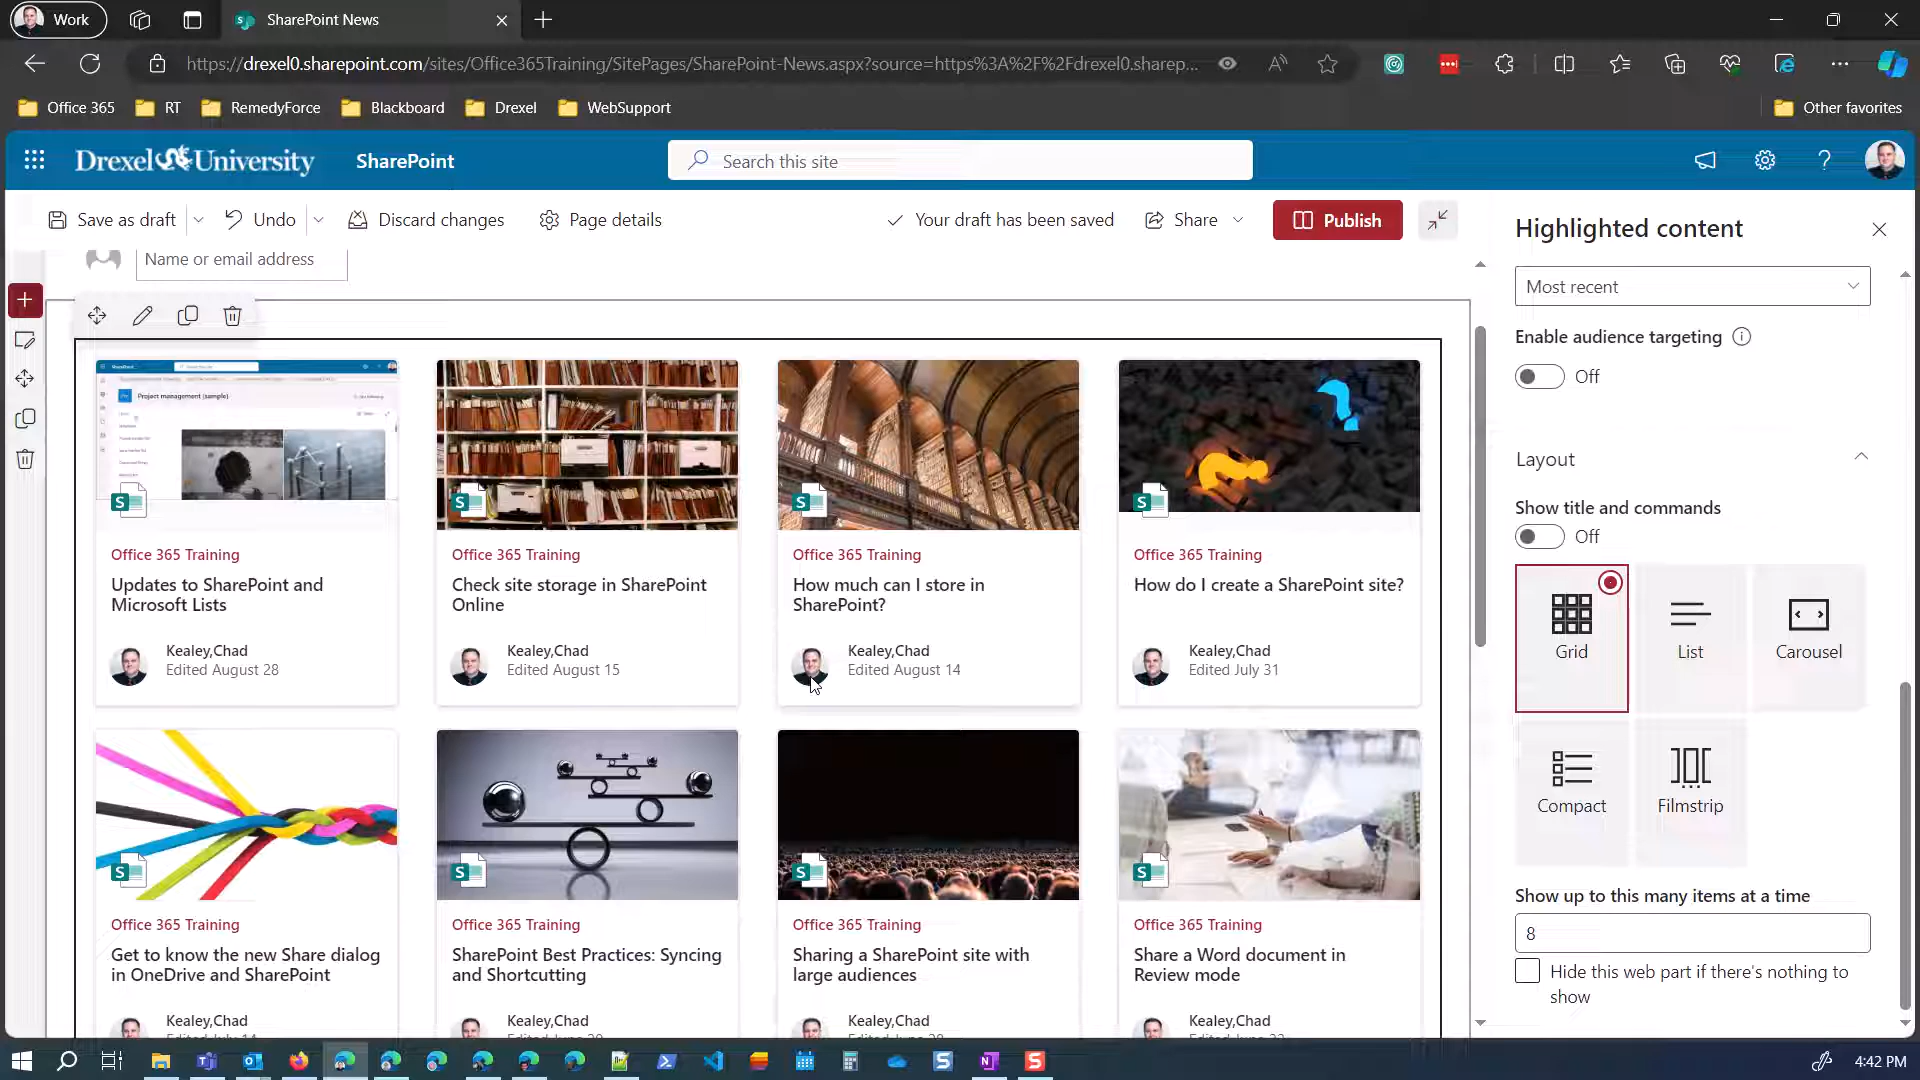 Work
SharePoint News
https://drexel0.sharepoint.com/sites/Office365Training/SitePages/SharePoint-News.aspx?source=https%3A%2F%2Fdrexel0.sharep...
Office 365
RT
RemedyForce
Blackboard
Drexel
WebSupport
Other favorites
Drexel University
SharePoint
Search this site
Save as draft
Undo
Discard changes
Page details
Your draft has been saved
Share
Publish
Name or email address
Project management (sample)
Office 365 Training
Updates to SharePoint and
Microsoft Lists
Kealey,Chad
Edited August 28
Office 365 Training
Check site storage in SharePoint
Online
Kealey,Chad
Edited August 15
Office 365 Training
How much can I store in
SharePoint?
Kealey,Chad
Edited August 14
Office 365 Training
How do I create a SharePoint site?
Kealey,Chad
Edited July 31
Office 365 Training
Get to know the new Share dialog
in OneDrive and SharePoint
Kealey,Chad
Office 365 Training
SharePoint Best Practices: Syncing
and Shortcutting
Kealey,Chad
Office 365 Training
Sharing a SharePoint site with
large audiences
Kealey,Chad
Office 365 Training
Share a Word document in
Review mode
Kealey,Chad
Highlighted content
Most recent
Enable audience targeting
Off
Layout
Show title and commands
Off
Grid
List
Carousel
Compact
Filmstrip
Show up to this many items at a time
8
Hide this web part if there's nothing to
show
4:42 PM